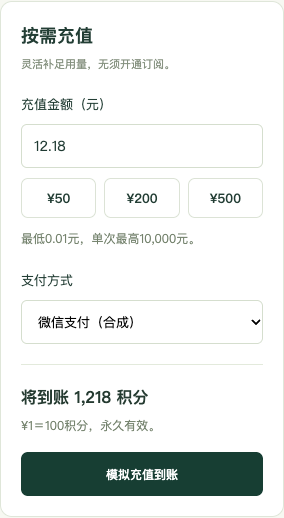 按需充值
灵活补足用量，无须开通订阅。
充值金额（元）
12.18
¥50
¥200
¥500
最低0.01元，单次最高10,000元。
支付方式
微信支付（合成）
将到账 1,218 积分
¥1＝100积分，永久有效。
模拟充值到账